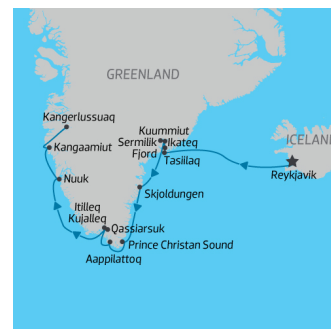 GREENLAND
Kangerlussuaq
Kuummiut
Sermilik Ikateq
Fjord
Tasiilaq
ICELAN
Kangaamiut
Reykjavik
Nuuk
Skjoldungen
Itilleq
Kujalleq
Qassiarsuk
Prince Christan Sound
Aappilattoq